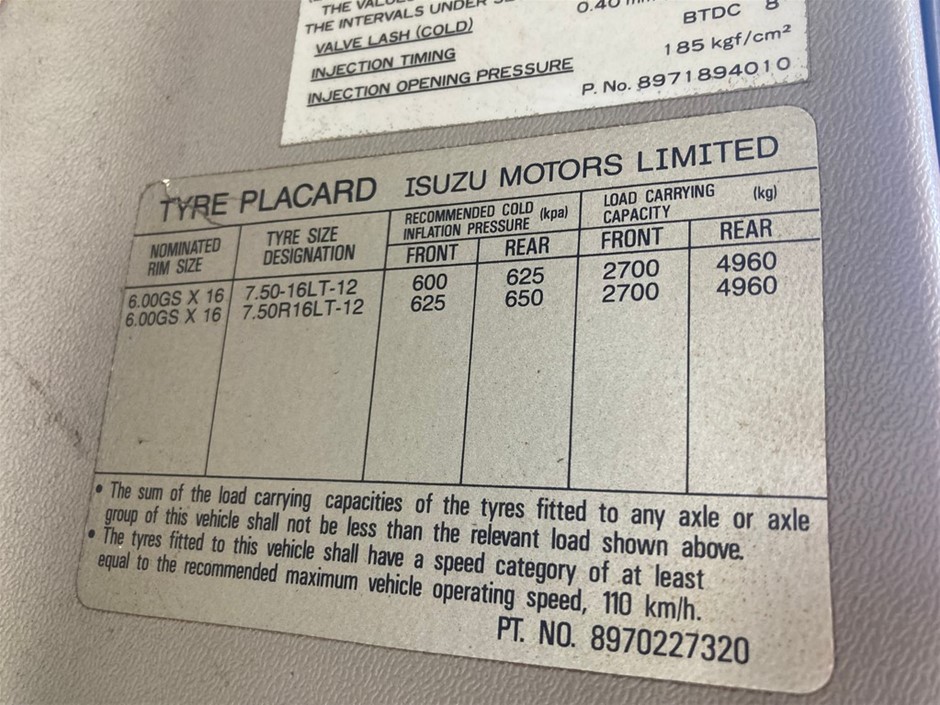 THE INTERVALS UNDER
VALVE LASH (COLD) 0.40
INJECTION TIMING BTDC 8
INJECTION OPENING PRESSURE 185 kgf/cm²
P. No. 8971894010
TYRE PLACARD ISUZU MOTORS LIMITED
NOMINATED RIM SIZE
TYRE SIZE DESIGNATION
RECOMMENDED COLD INFLATION PRESSURE (kpa)
LOAD CARRYING CAPACITY (kg)
FRONT REAR FRONT REAR
6.00GS X 16 7.50-16LT-12 600 625 2700 4960
6.00GS X 16 7.50R16LT-12 625 650 2700 4960
• The sum of the load carrying capacities of the tyres fitted to any axle or axle
group of this vehicle shall not be less than the relevant load shown above.
• The tyres fitted to this vehicle shall have a speed category of at least
equal to the recommended maximum vehicle operating speed, 110 km/h.
PT. NO. 8970227320